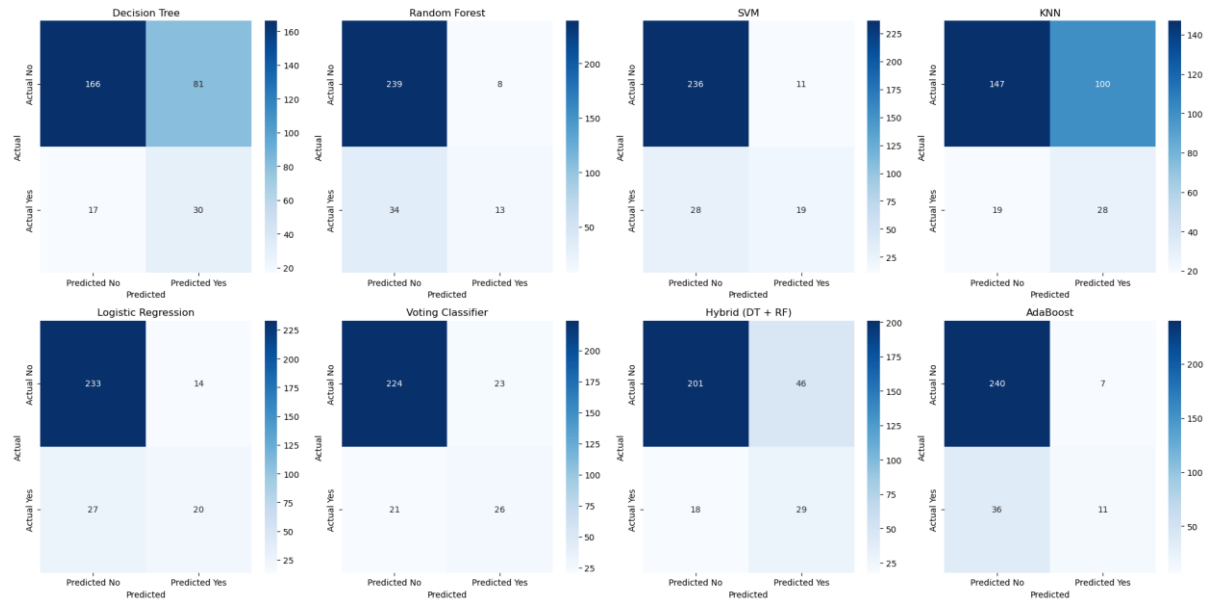 Decision Tree
Actual No
Actual Yes
Actual
166
81
17
30
Predicted No
Predicted Yes
Predicted
160
140
120
100
80
60
40
20
Random Forest
Actual No
Actual Yes
Actual
239
8
34
13
Predicted No
Predicted Yes
Predicted
200
150
100
50
SVM
Actual No
Actual Yes
Actual
236
11
28
19
Predicted No
Predicted Yes
Predicted
225
200
175
150
125
100
75
50
25
KNN
Actual No
Actual Yes
Actual
147
100
19
28
Predicted No
Predicted Yes
Predicted
140
120
100
80
60
40
20
Logistic Regression
Actual No
Actual Yes
Actual
233
14
27
20
Predicted No
Predicted Yes
Predicted
225
200
175
150
125
100
75
50
25
Voting Classifier
Actual No
Actual Yes
Actual
224
23
21
26
Predicted No
Predicted Yes
Predicted
200
175
150
125
100
75
50
25
Hybrid (DT + RF)
Actual No
Actual Yes
Actual
201
46
18
29
Predicted No
Predicted Yes
Predicted
200
175
150
125
100
75
50
25
AdaBoost
Actual No
Actual Yes
Actual
240
7
36
11
Predicted No
Predicted Yes
Predicted
200
150
100
50